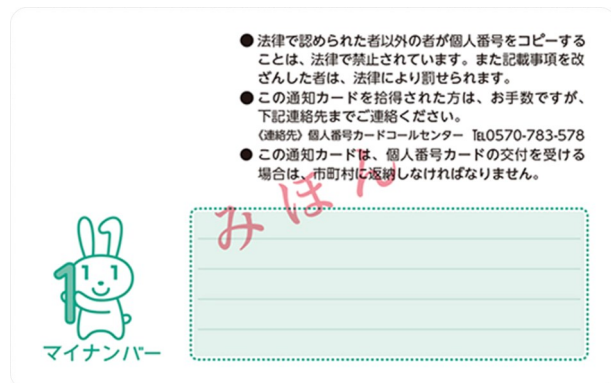 ● 法律で認められた者以外の者が個人番号をコピーする
ことは、法律で禁止されています。また記載事項を改
ざんした者は、法律により罰せられます。
● この通知カードを拾得された方は、お手数ですが、
下記連絡先までご連絡ください。
〈連絡先〉個人番号カードコールセンター ℡0570-783-578
● この通知カードは、個人番号カードの交付を受ける
場合は、市町村に返納しなければなりません。
みほん
1
マイナンバー